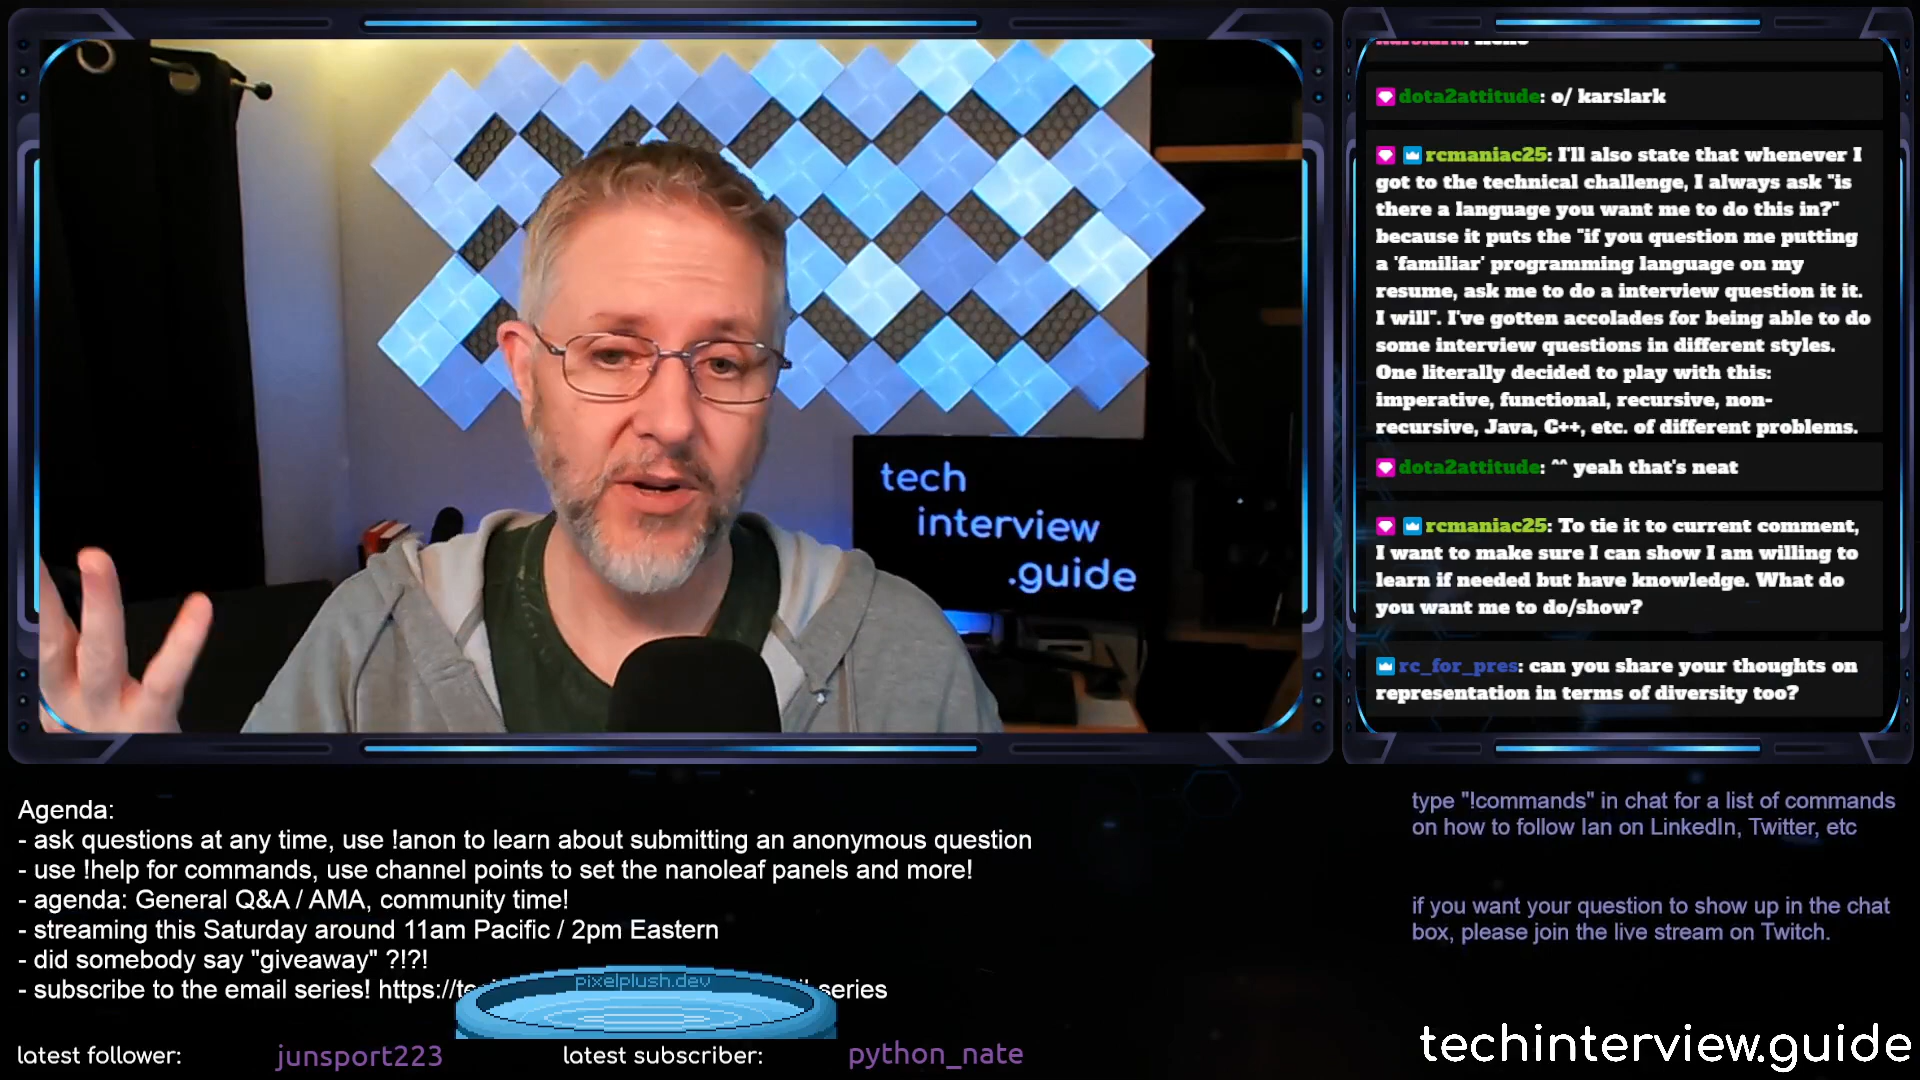 tech
interview
.guide
dota2attitude: o/ karslark
rcmaniac25: I'll also state that whenever I
got to the technical challenge, I always ask "is
there a language you want me to do this in?"
because it puts the "if you question me putting
a 'familiar' programming language on my
resume, ask me to do a interview question it it.
I will". I've gotten accolades for being able to do
some interview questions in different styles.
One literally decided to play with this:
imperative, functional, recursive, non-
recursive, Java, C++, etc. of different problems.
dota2attitude: ^^ yeah that's neat
rcmaniac25: To tie it to current comment,
I want to make sure I can show I am willing to
learn if needed but have knowledge. What do
you want me to do/show?
rc_for_pres: can you share your thoughts on
representation in terms of diversity too?
Agenda:
- ask questions at any time, use !anon to learn about submitting an anonymous question
- use !help for commands, use channel points to set the nanoleaf panels and more!
- agenda: General Q&A / AMA, community time!
- streaming this Saturday around 11am Pacific / 2pm Eastern
- did somebody say "giveaway" ?!?!
- subscribe to the email series! https:// series
pixelplush.dev
type "!commands" in chat for a list of commands
on how to follow Ian on LinkedIn, Twitter, etc
if you want your question to show up in the chat
box, please join the live stream on Twitch.
latest follower: junsport223 latest subscriber: python_nate
techinterview.guide